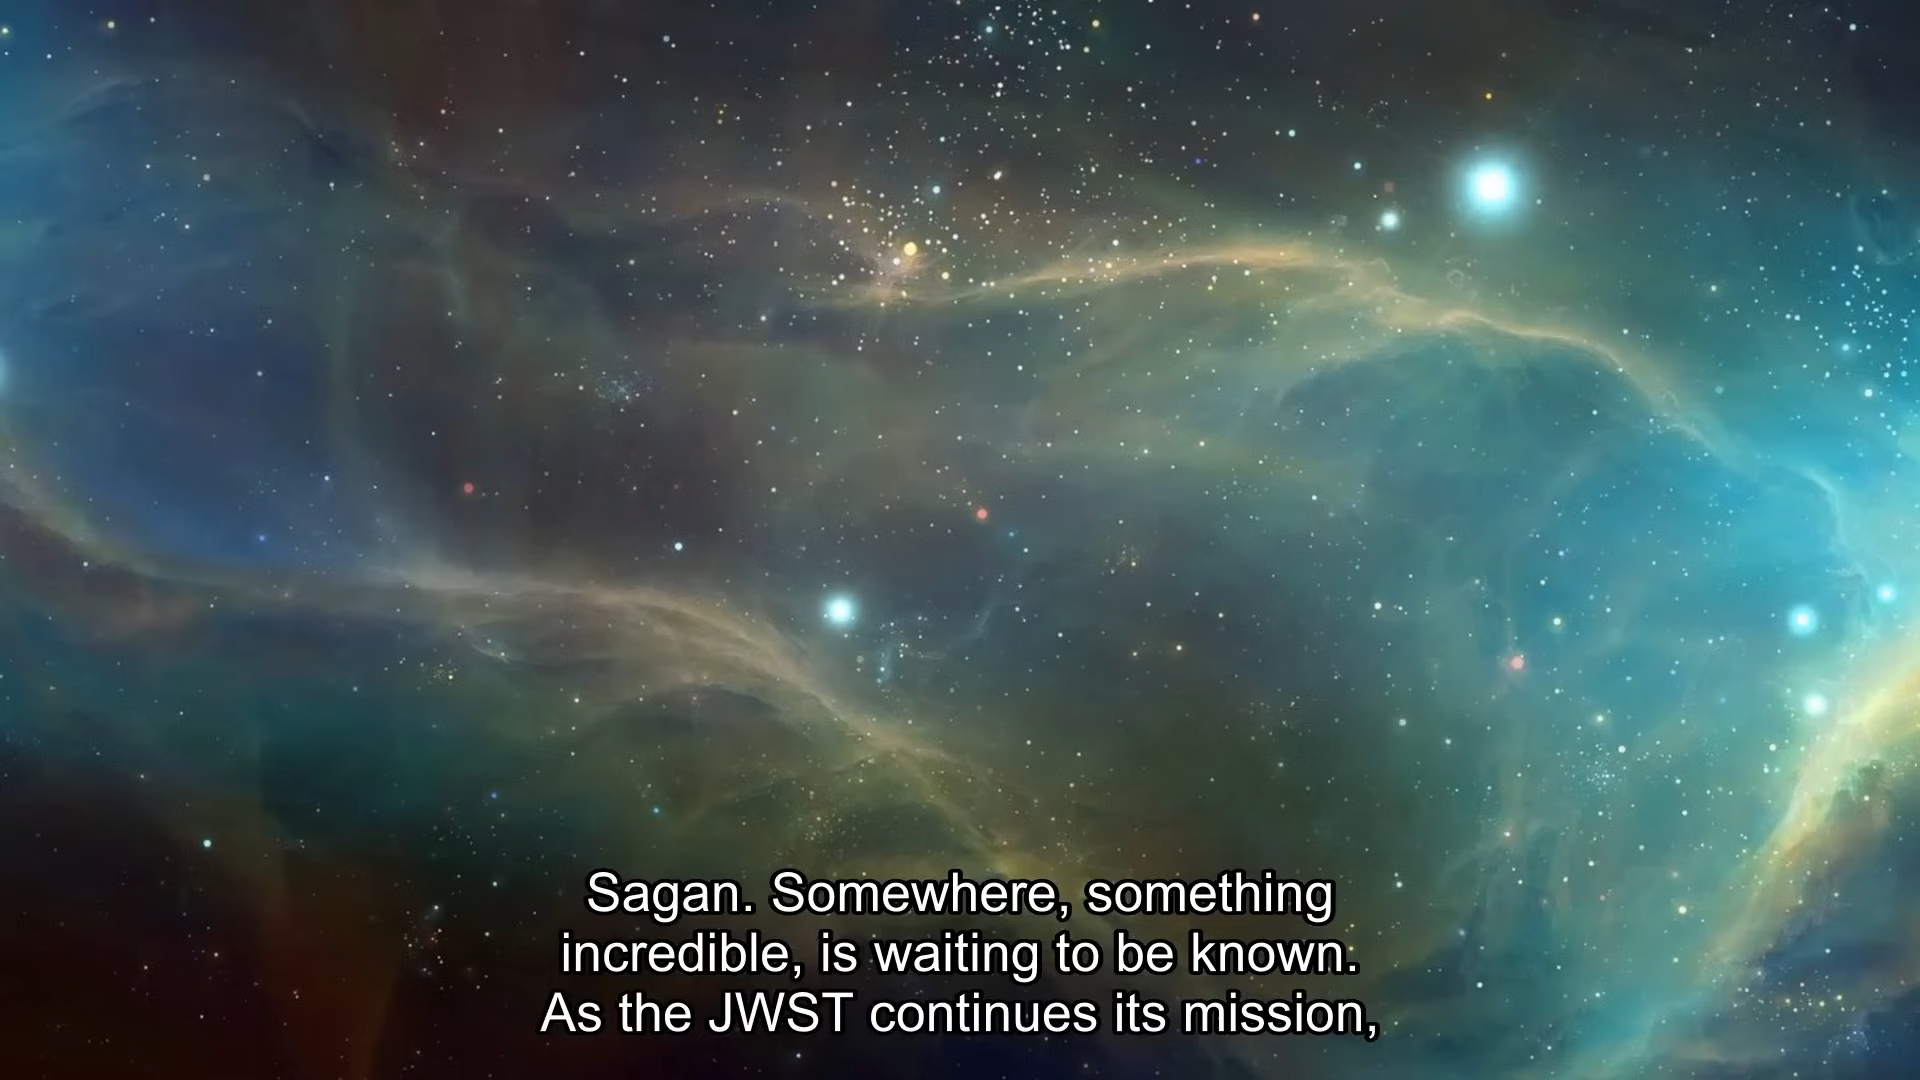 Sagan. Somewhere, something
incredible, is waiting to be known.
As the JWST continues its mission,